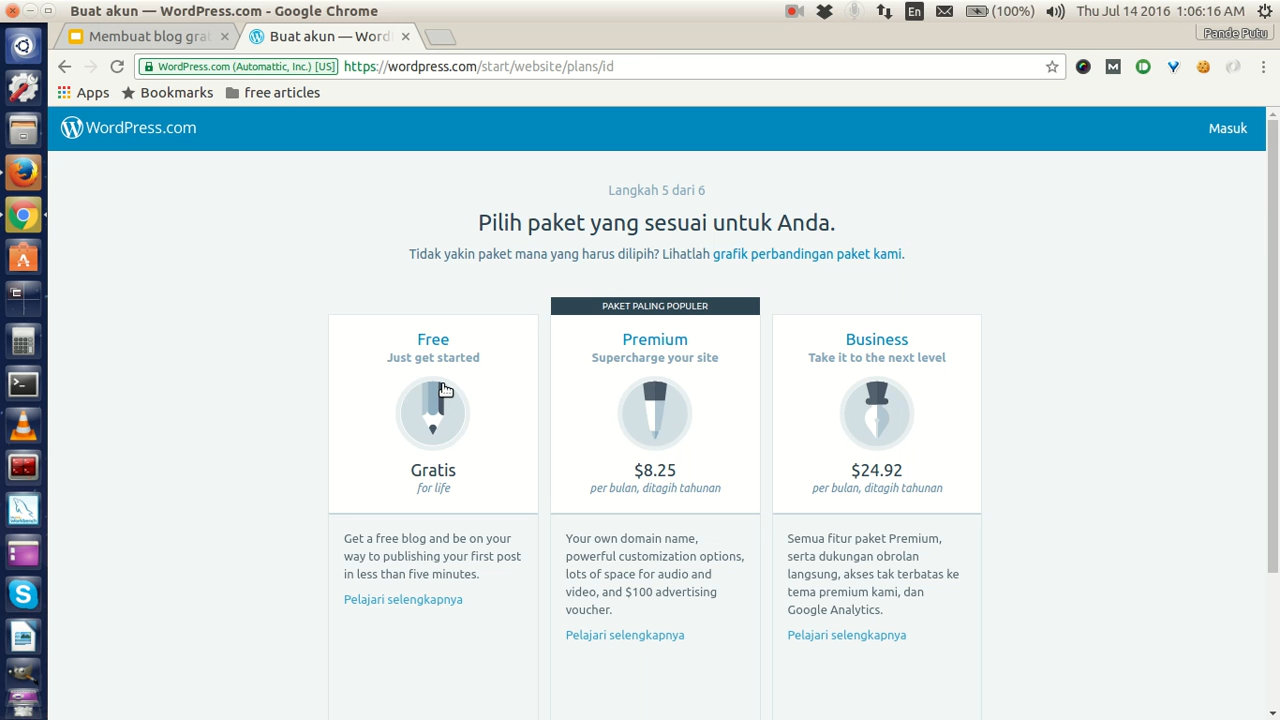 Buat akun — WordPress.com - Google Chrome
En
(100%)
Thu Jul 14 2016 1:06:16 AM
Membuat blog grat
Buat akun — Word
Pande Putu
WordPress.com (Automattic, Inc.) [US]
https://wordpress.com/start/website/plans/id
Apps
Bookmarks
free articles
WordPress.com
Masuk
Langkah 5 dari 6
Pilih paket yang sesuai untuk Anda.
Tidak yakin paket mana yang harus dilipih? Lihatlah grafik perbandingan paket kami.
PAKET PALING POPULER
Free
Just get started
Gratis
for life
Get a free blog and be on your
way to publishing your first post
in less than five minutes.
Pelajari selengkapnya
Premium
Supercharge your site
$8.25
per bulan, ditagih tahunan
Your own domain name,
powerful customization options,
lots of space for audio and
video, and $100 advertising
voucher.
Pelajari selengkapnya
Business
Take it to the next level
$24.92
per bulan, ditagih tahunan
Semua fitur paket Premium,
serta dukungan obrolan
langsung, akses tak terbatas ke
tema premium kami, dan
Google Analytics.
Pelajari selengkapnya